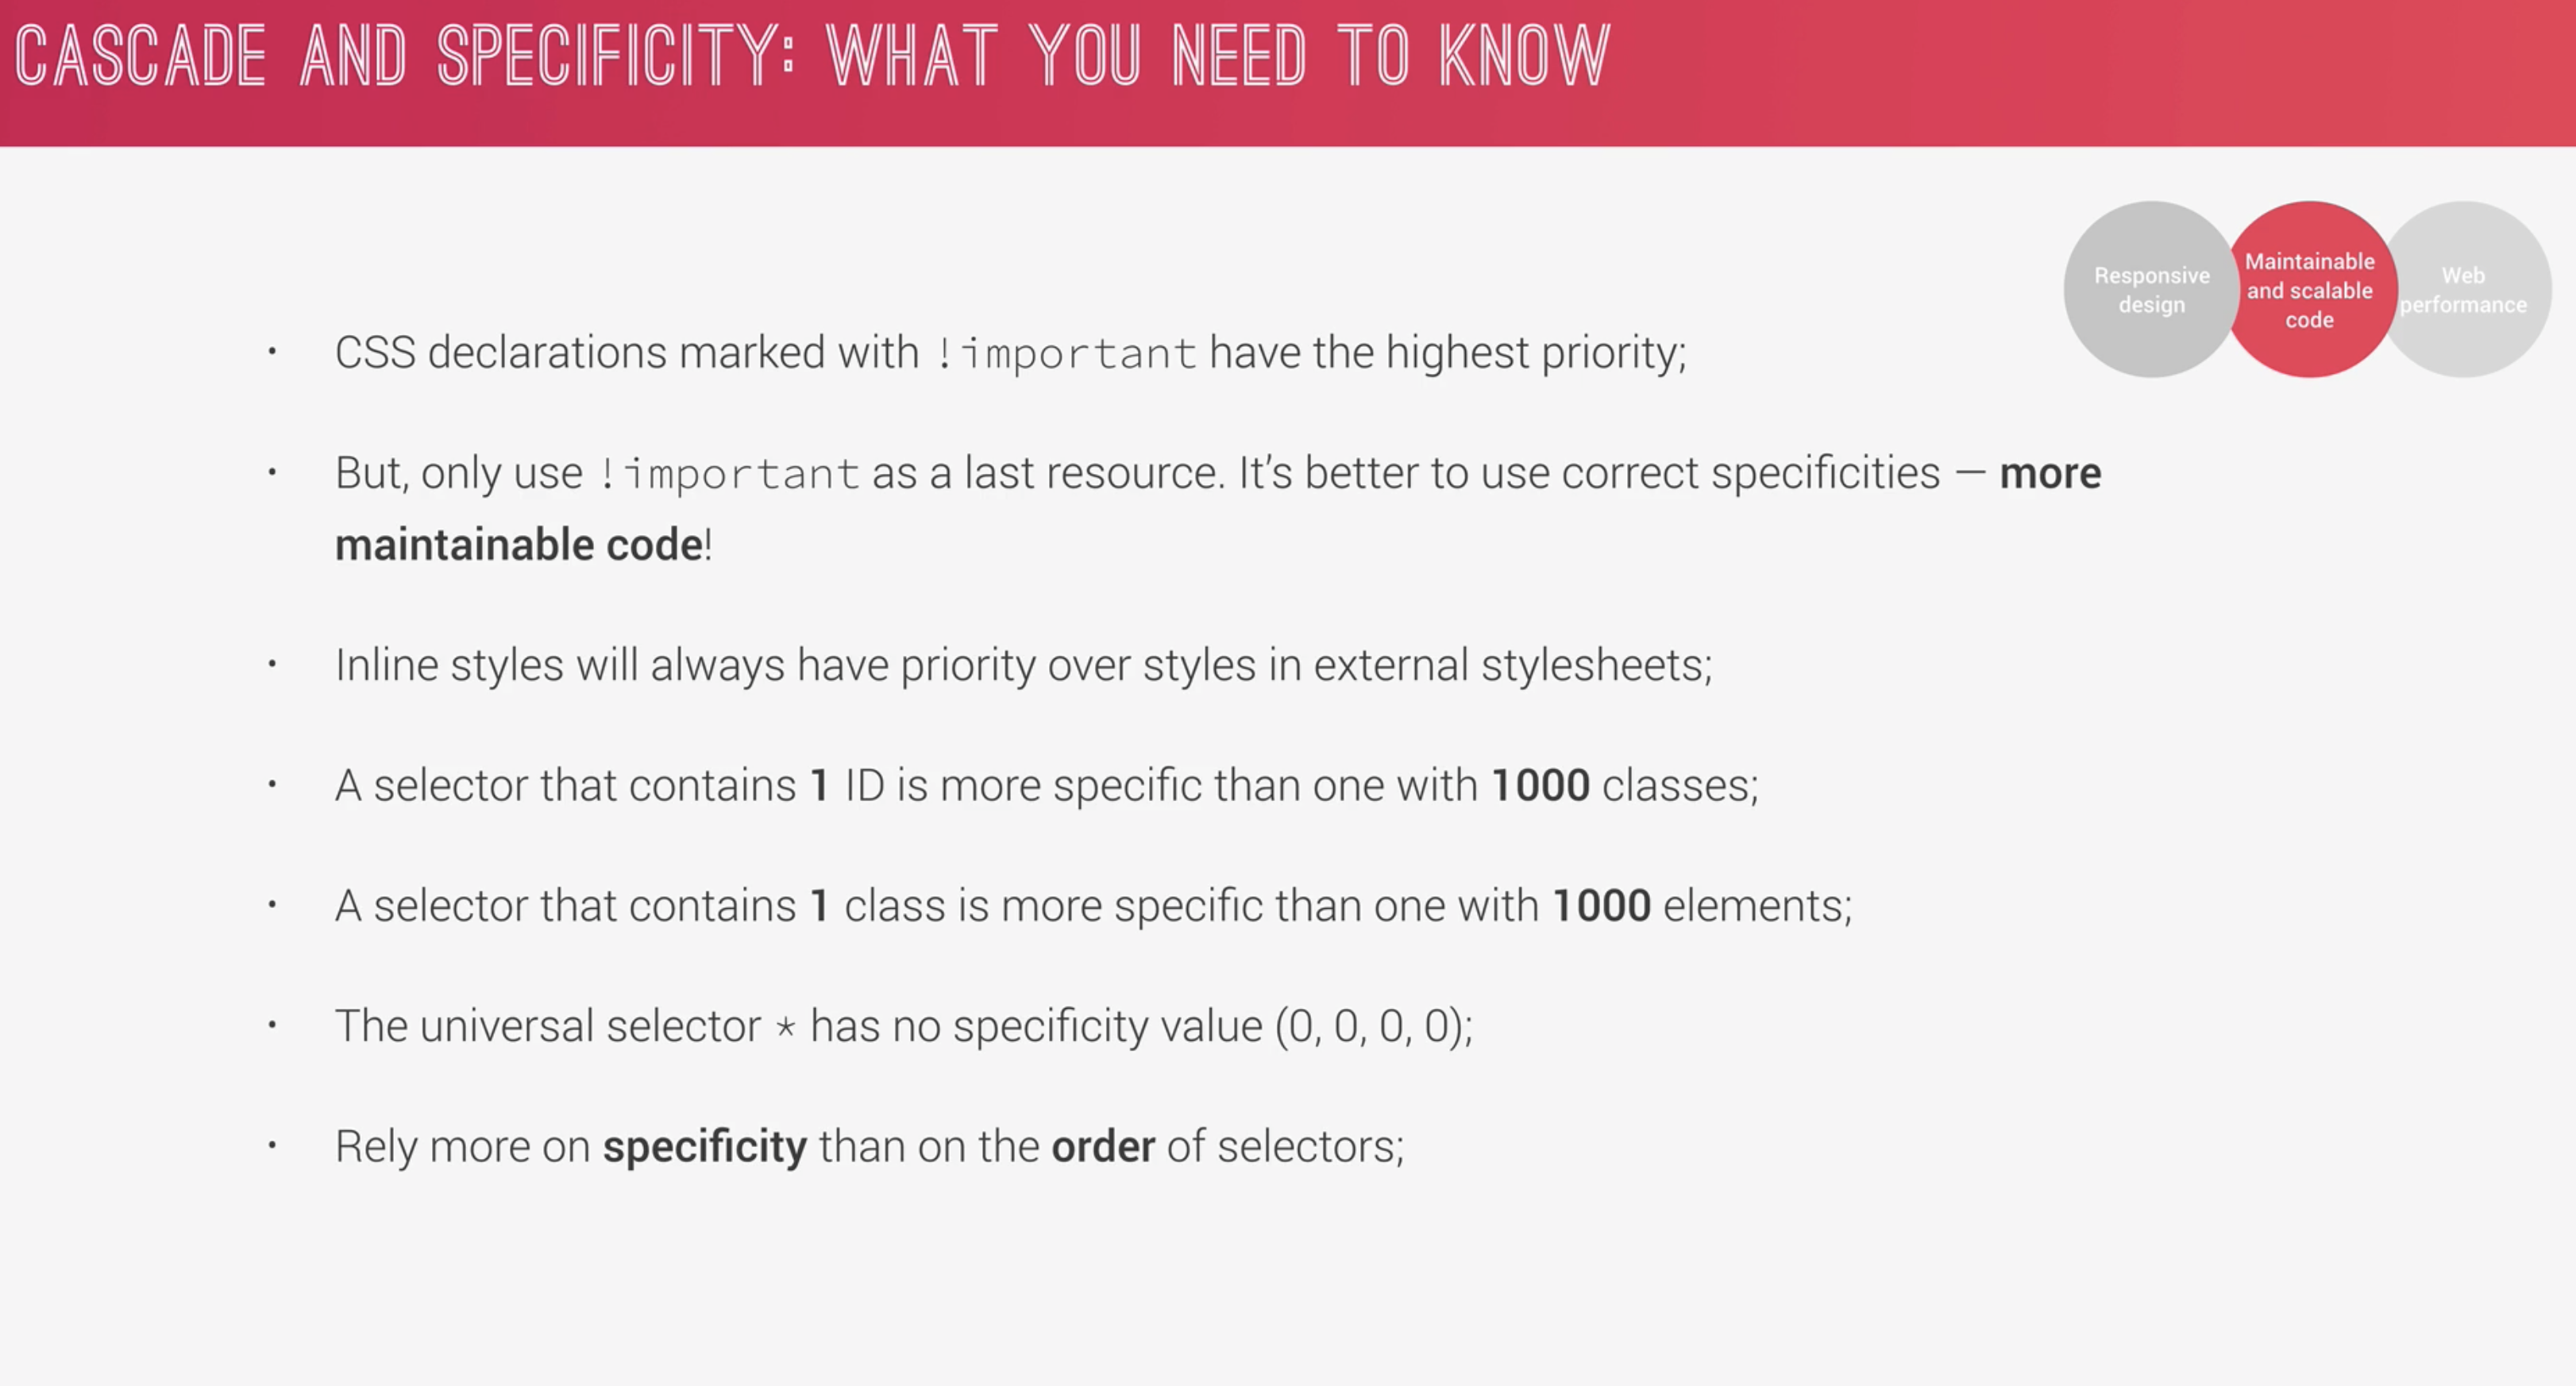 CASCADE AND SPECIFICITY: WHAT YOU NEED TO KNOW
Responsive
design
Maintainable
and scalable
code
Web
performance
• CSS declarations marked with !important have the highest priority;
• But, only use !important as a last resource. It's better to use correct specificities — more
maintainable code!
• Inline styles will always have priority over styles in external stylesheets;
• A selector that contains 1 ID is more specific than one with 1000 classes;
• A selector that contains 1 class is more specific than one with 1000 elements;
• The universal selector * has no specificity value (0, 0, 0, 0);
• Rely more on specificity than on the order of selectors;